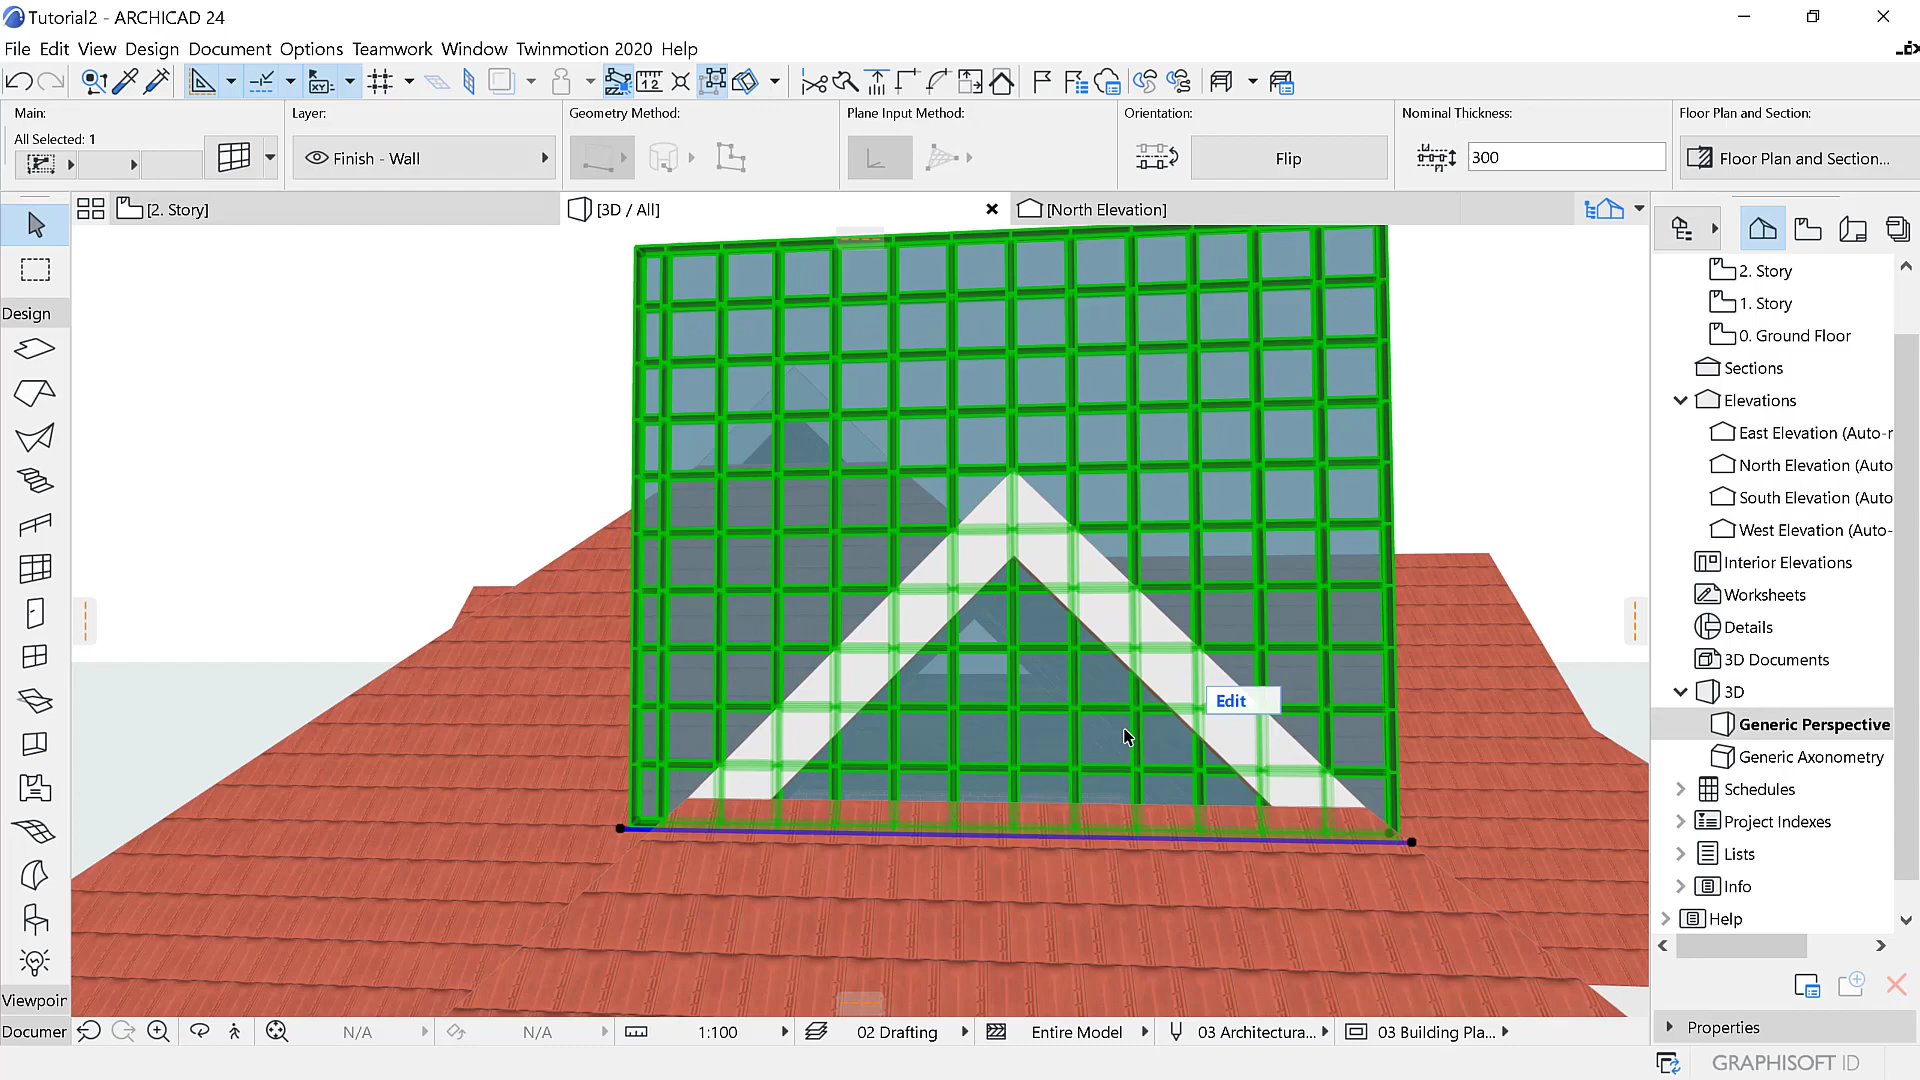 Tutorial2 - ARCHICAD 24
File Edit View Design Document Options Teamwork Window Twinmotion 2020 Help
Main:
All Selected: 1
Layer:
Finish - Wall
Geometry Method:
Plane Input Method:
Orientation:
Flip
Nominal Thickness:
300
Floor Plan and Section:
Floor Plan and Section...
[2. Story]
[3D / All]
[North Elevation]
Design
Edit
2. Story
1. Story
0. Ground Floor
Sections
Elevations
East Elevation (Auto-r
North Elevation (Auto
South Elevation (Auto
West Elevation (Auto-
Interior Elevations
Worksheets
Details
3D Documents
3D
Generic Perspective
Generic Axonometry
Schedules
Project Indexes
Lists
Info
Help
Viewpoin
Documer
N/A
N/A
1:100
02 Drafting
Entire Model
03 Architectura...
03 Building Pla...
Properties
GRAPHISOFT ID